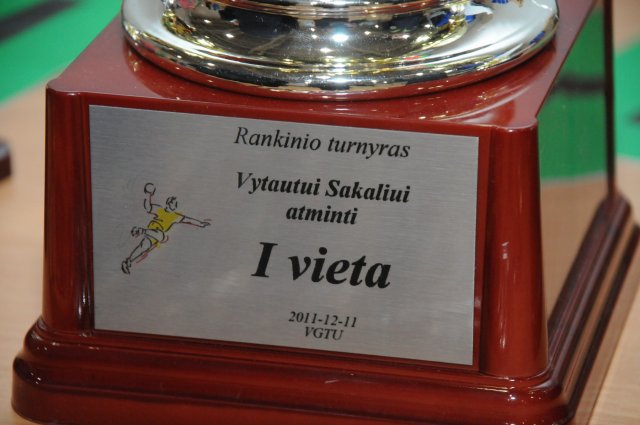 Rankinio turnyras
Vytautui Sakaliui
atminti
I vieta
2011-12-11
VGTU